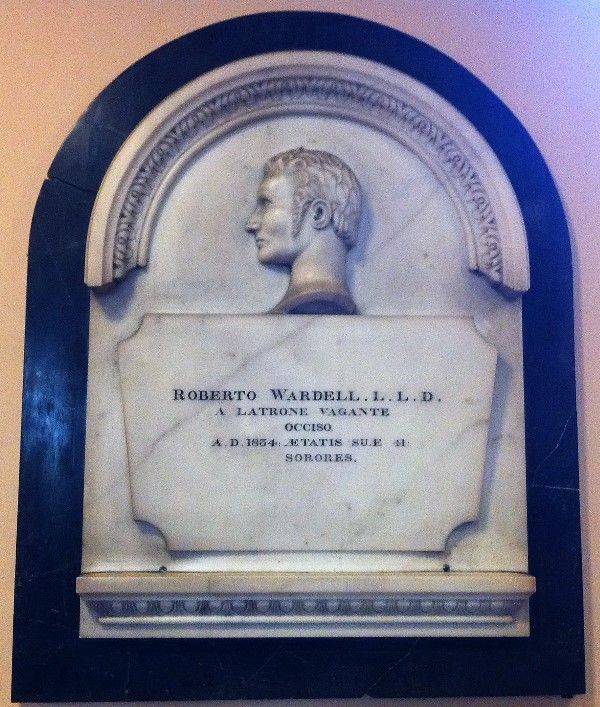 ROBERTO WARDELL. L. L. D.
A LATRONE VAGANTE
OCCISO
A. D. 1834: ÆTATIS SUÆ 41:
SORORES.